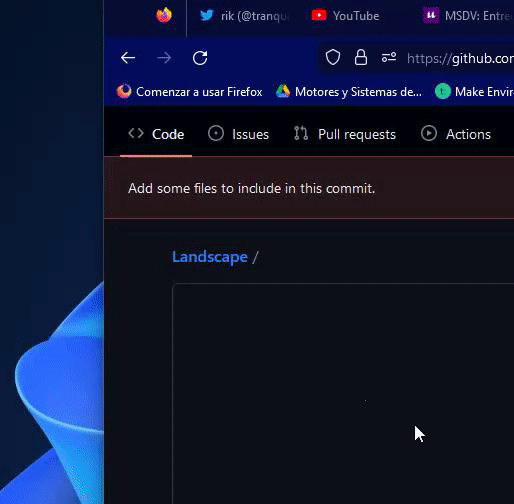 rik (@tranqu
YouTube
MSDV: Entre
https://github.co
Comenzar a usar Firefox
Motores y Sistemas de...
Make Envir
Code
Issues
Pull requests
Actions
Add some files to include in this commit.
Landscape /